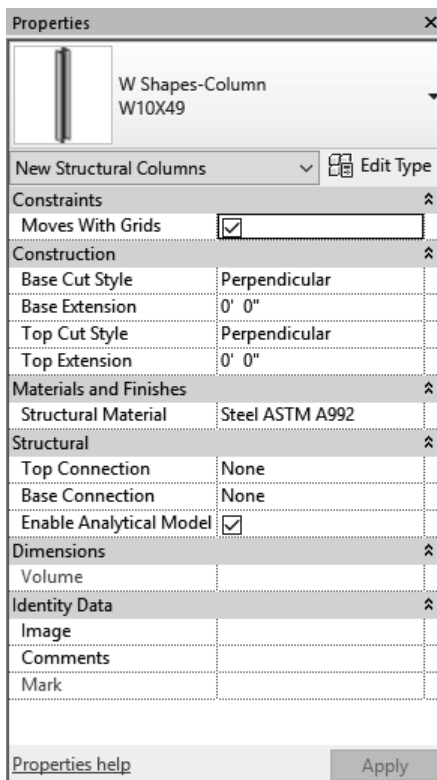 Properties
W Shapes-Column
W10X49
New Structural Columns Edit Type
Constraints
Moves With Grids
Construction
Base Cut Style Perpendicular
Base Extension 0' 0"
Top Cut Style Perpendicular
Top Extension 0' 0"
Materials and Finishes
Structural Material Steel ASTM A992
Structural
Top Connection None
Base Connection None
Enable Analytical Model
Dimensions
Volume
Identity Data
Image
Comments
Mark
Properties help Apply